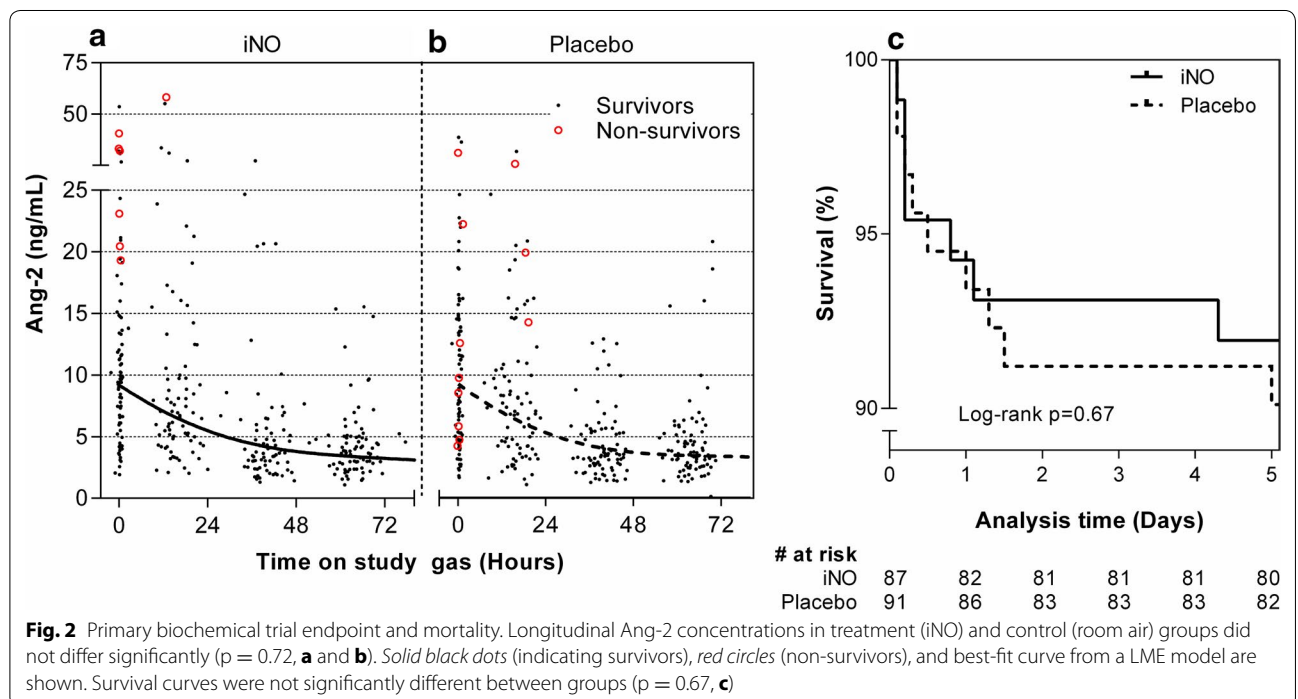 a
iNO
b
Placebo
75
50
25
20
15
10
5
0
Ang-2 (ng/mL)
Survivors
Non-survivors
0 24 48 72 0 24 48 72
Time on study gas (Hours)
c
iNO
Placebo
100
95
90
Survival (%)
Log-rank p=0.67
0 1 2 3 4 5
Analysis time (Days)
# at risk
iNO 87 82 81 81 81 80
Placebo 91 86 83 83 83 82
Fig. 2 Primary biochemical trial endpoint and mortality. Longitudinal Ang-2 concentrations in treatment (iNO) and control (room air) groups did
not differ significantly (p = 0.72, a and b). Solid black dots (indicating survivors), red circles (non-survivors), and best-fit curve from a LME model are
shown. Survival curves were not significantly different between groups (p = 0.67, c)